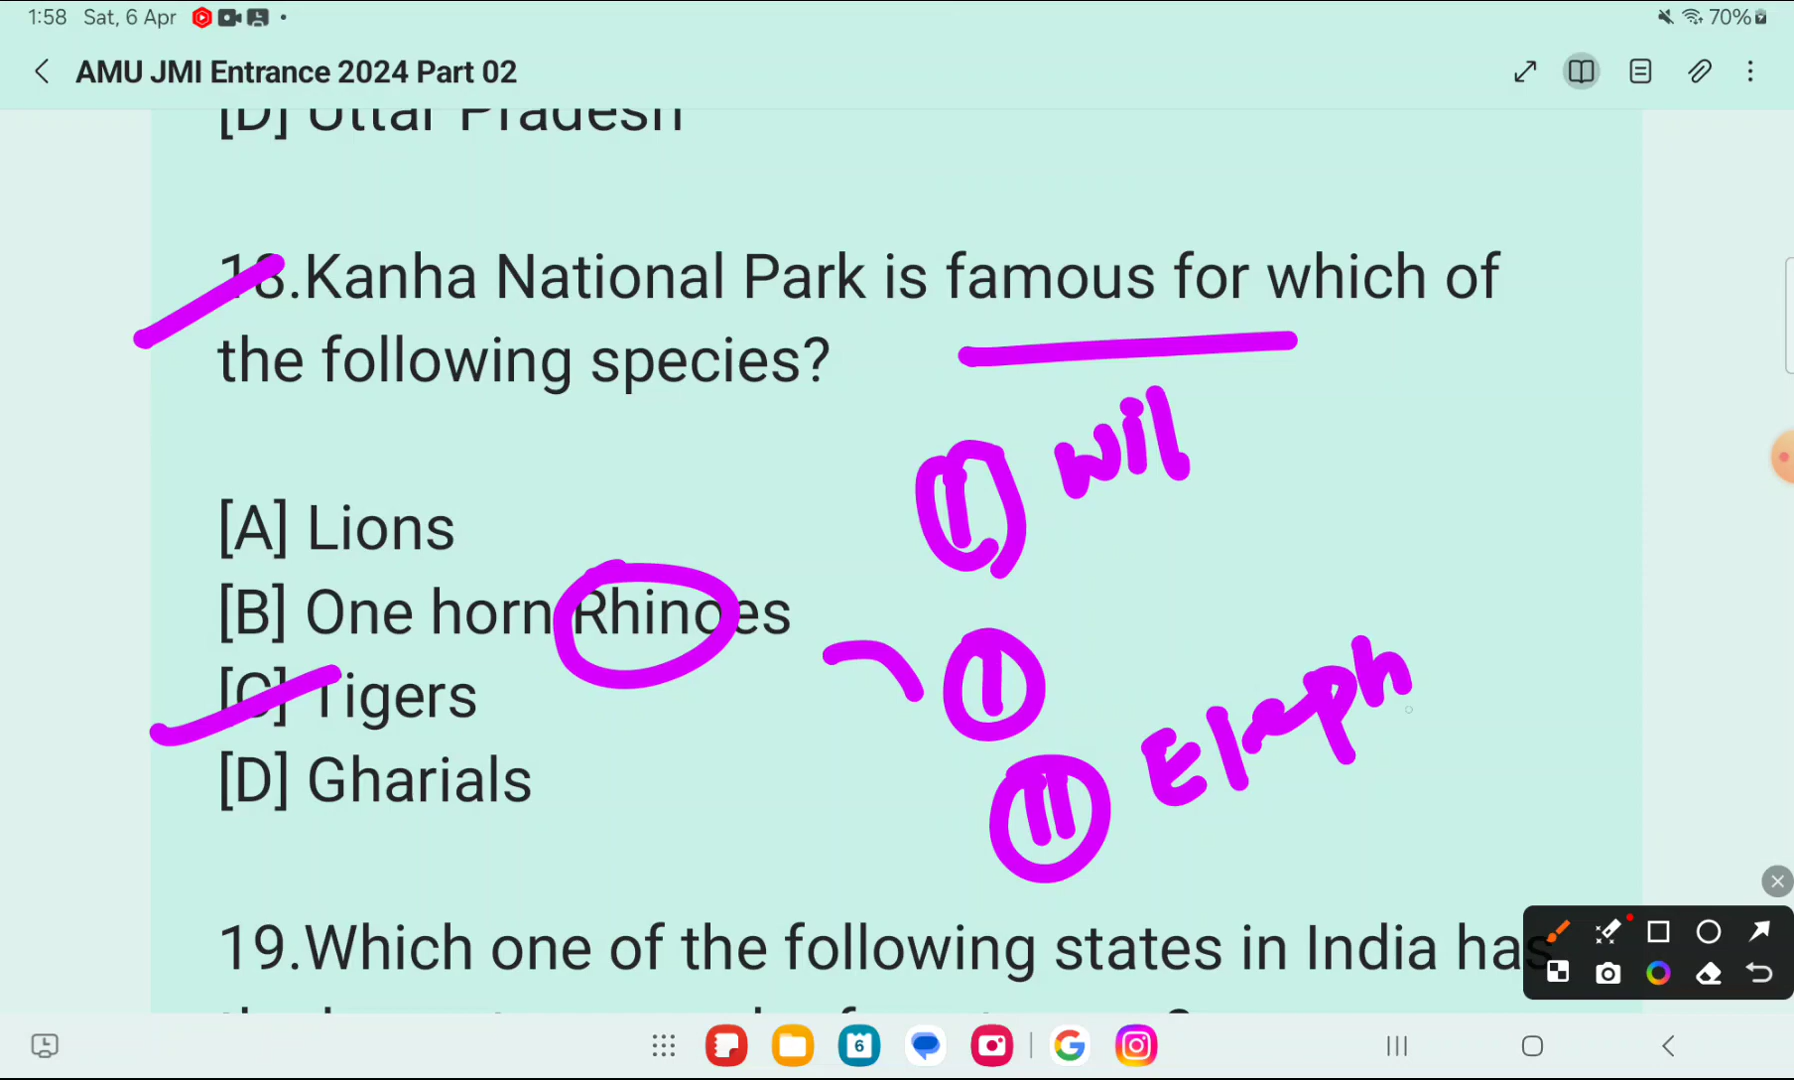 1:58 Sat, 6 Apr
70%
AMU JMI Entrance 2024 Part 02
[D] Uttar Pradesh
18.Kanha National Park is famous for which of
the following species?
wil
[A] Lions
[B] One horn Rhinoes
[C] Tigers
Eleph
[D] Gharials
19.Which one of the following states in India has
6